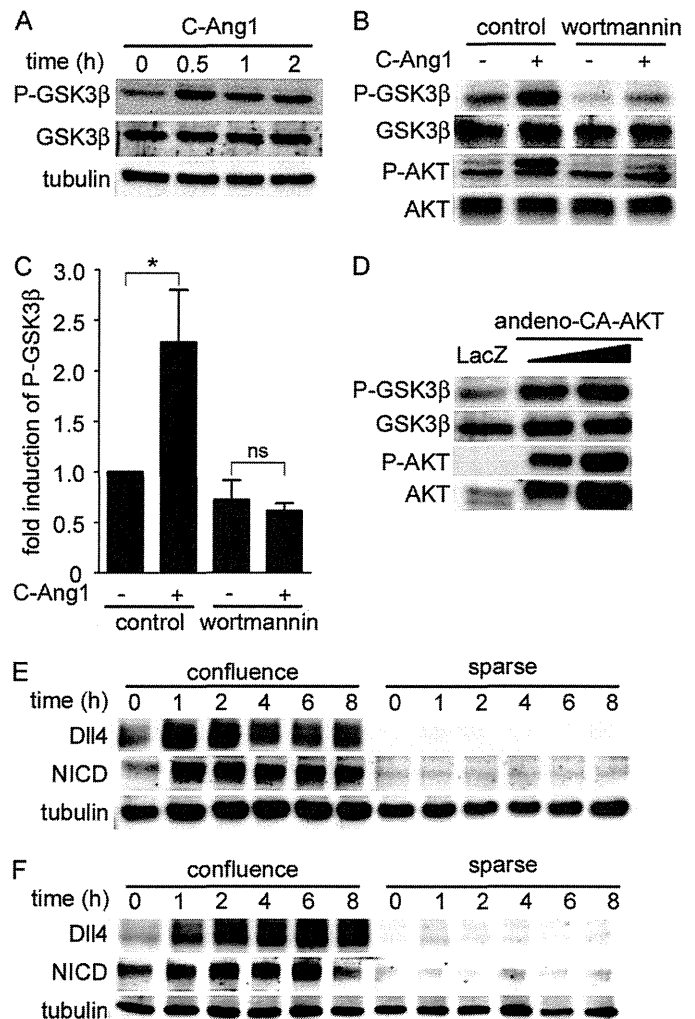 A
C-Ang1
time (h) 0 0.5 1 2
P-GSK3β
GSK3β
tubulin
B
control wortmannin
C-Ang1 - + - +
P-GSK3β
GSK3β
P-AKT
AKT
C
fold induction of P-GSK3β
3.0
2.5
2.0
1.5
1.0
0.5
0
*
ns
C-Ang1 - + - +
control wortmannin
D
andeno-CA-AKT
LacZ
P-GSK3β
GSK3β
P-AKT
AKT
E
confluence sparse
time (h) 0 1 2 4 6 8 0 1 2 4 6 8
Dll4
NICD
tubulin
F
confluence sparse
time (h) 0 1 2 4 6 8 0 1 2 4 6 8
Dll4
NICD
tubulin